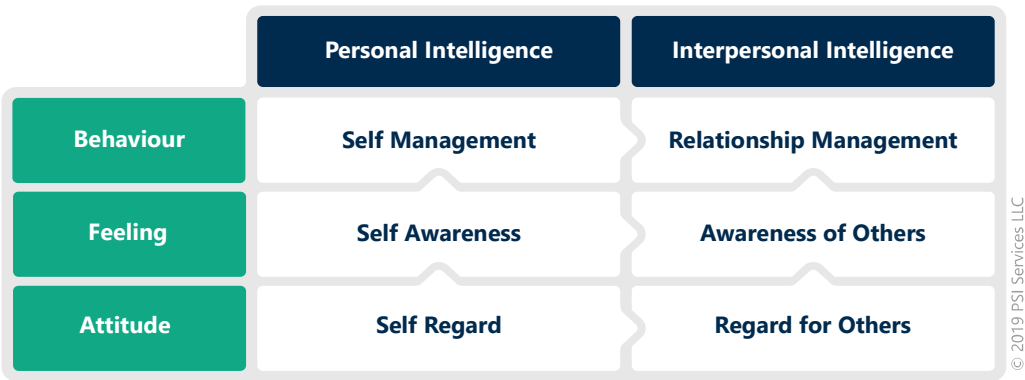 Personal Intelligence
Interpersonal Intelligence
Behaviour
Self Management
Relationship Management
Feeling
Self Awareness
Awareness of Others
Attitude
Self Regard
Regard for Others
© 2019 PSI Services LLC